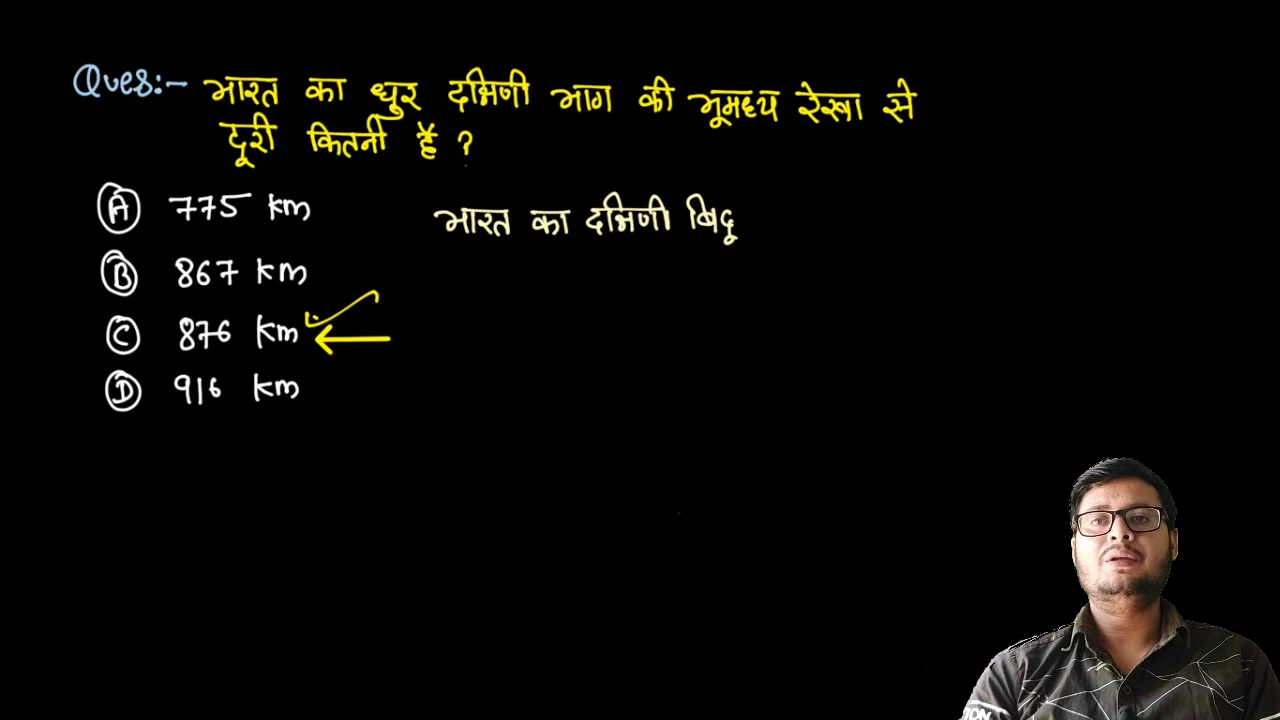 Ques:- भारत का धुर दक्षिणी भाग की भूमध्य रेखा से
दूरी कितनी है ?
(A) 775 km
भारत का दक्षिणी बिंदू
(B) 867 km
(C) 876 km
(D) 916 km